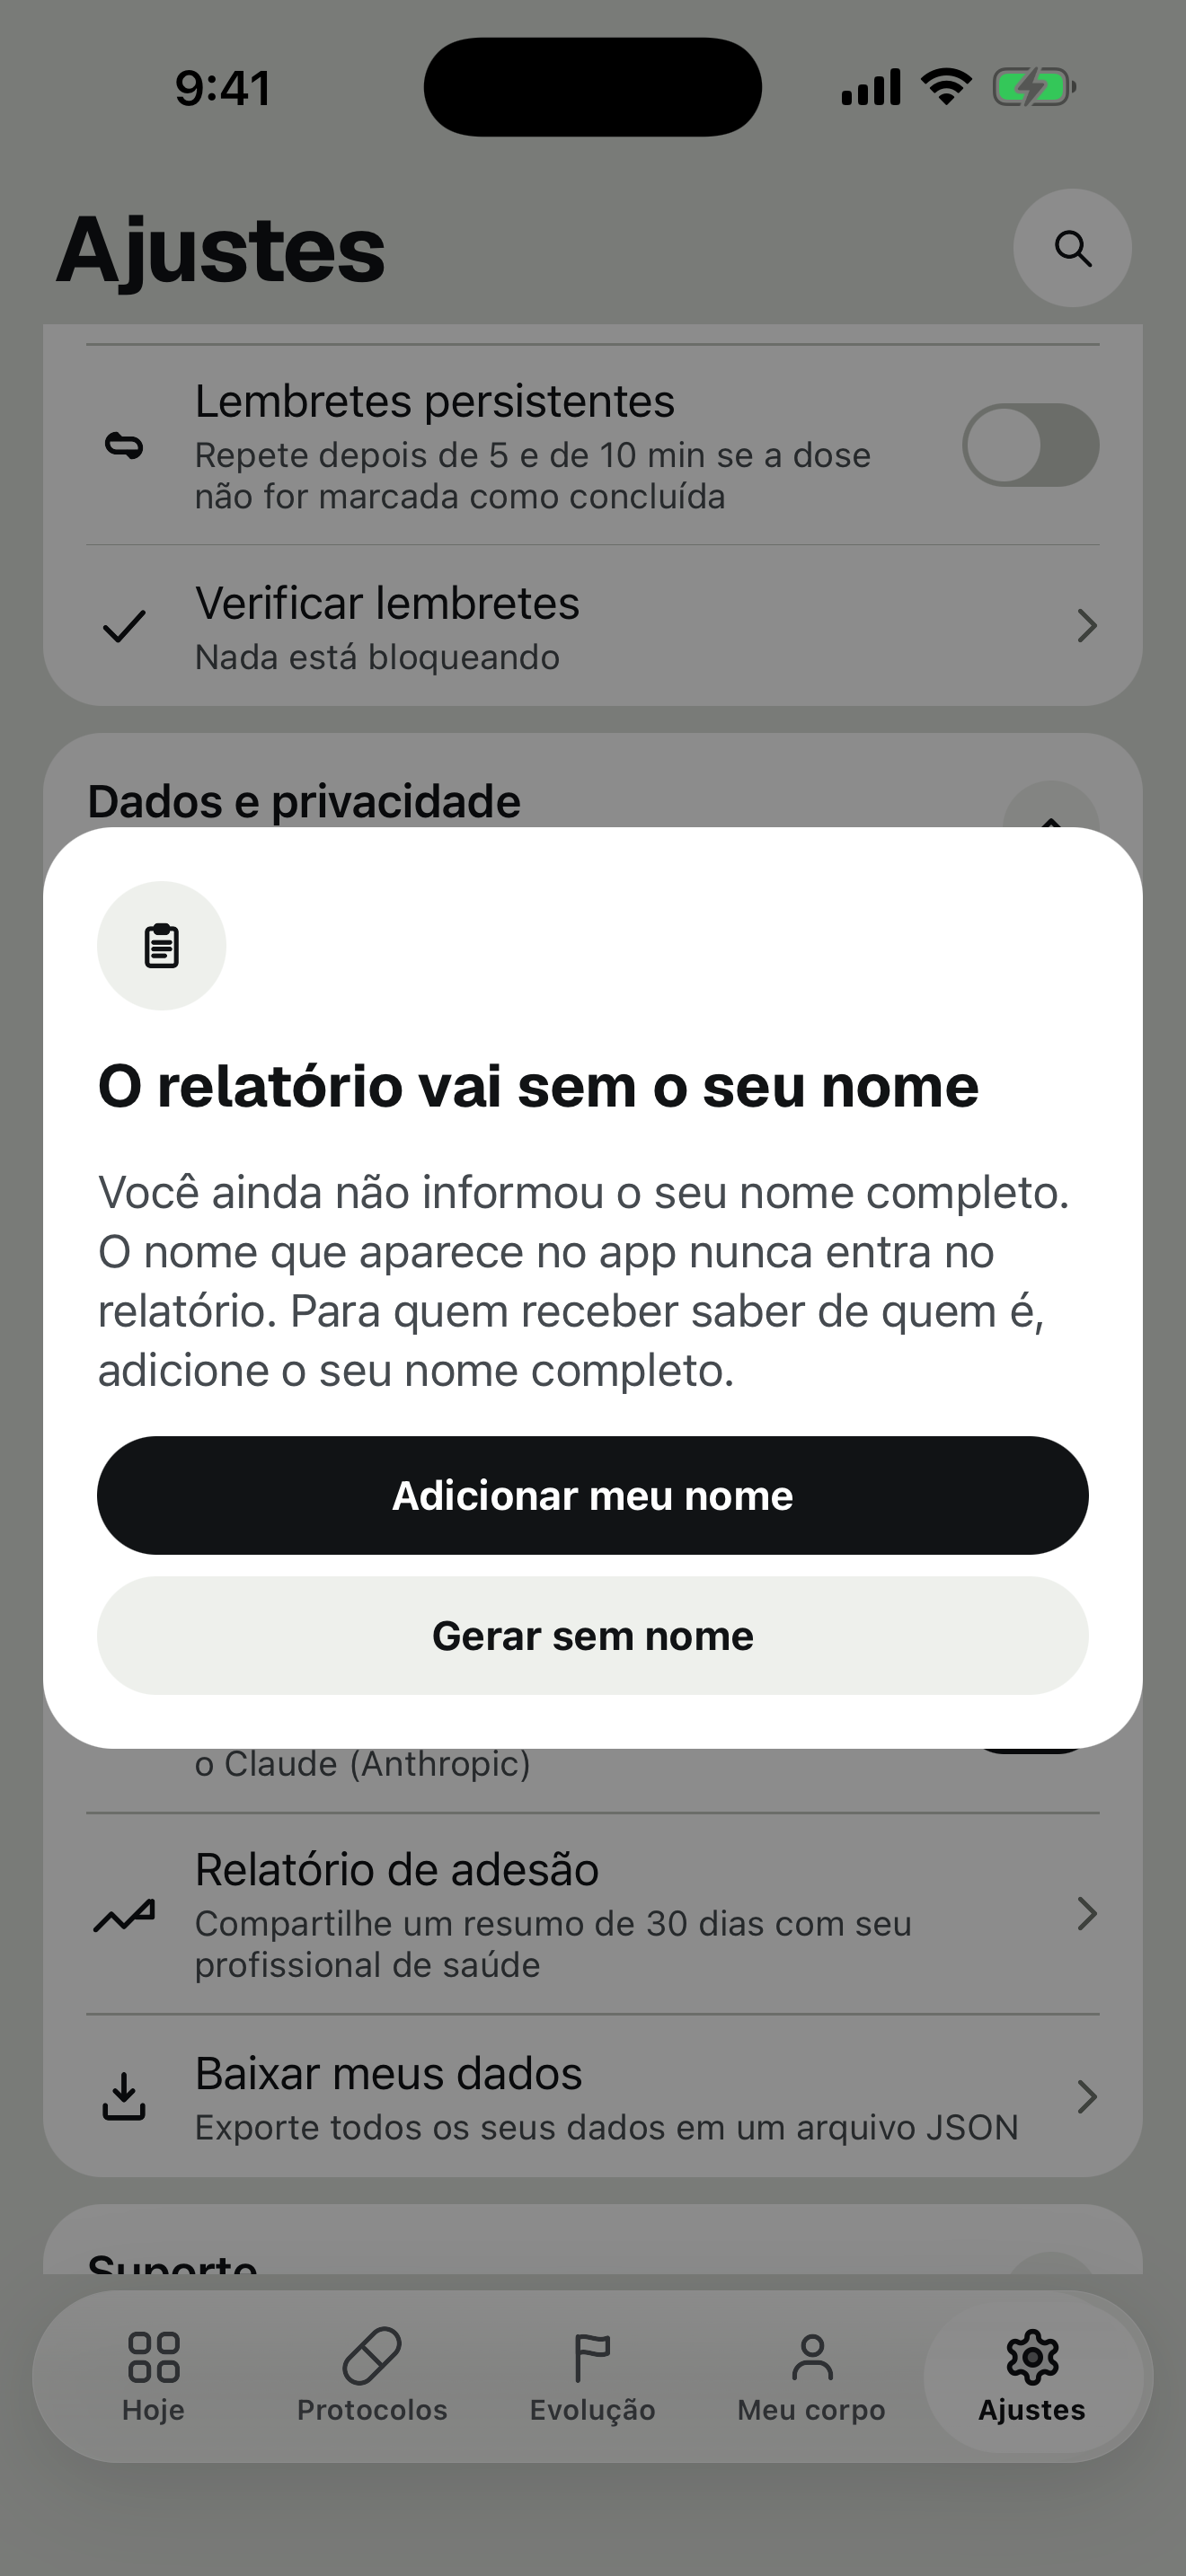 9:41
Ajustes
Lembretes persistentes
Repete depois de 5 e de 10 min se a dose
não for marcada como concluída
Verificar lembretes
Nada está bloqueando
Dados e privacidade
O relatório vai sem o seu nome
Você ainda não informou o seu nome completo.
O nome que aparece no app nunca entra no
relatório. Para quem receber saber de quem é,
adicione o seu nome completo.
Adicionar meu nome
Gerar sem nome
o Claude (Anthropic)
Relatório de adesão
Compartilhe um resumo de 30 dias com seu
profissional de saúde
Baixar meus dados
Exporte todos os seus dados em um arquivo JSON
Suporte
Hoje
Protocolos
Evolução
Meu corpo
Ajustes